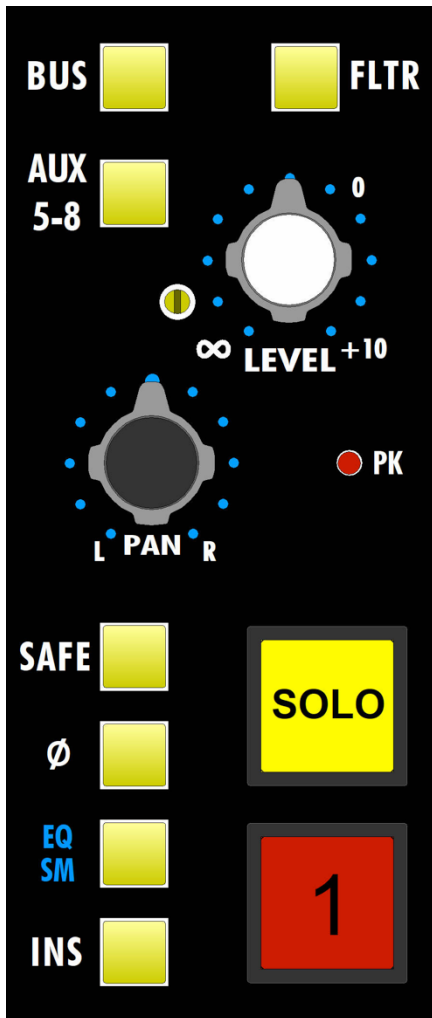 BUS
FLTR
AUX
5-8
0
∞
LEVEL
+10
PK
L
PAN
R
SAFE
SOLO
Ø
EQ
SM
1
INS